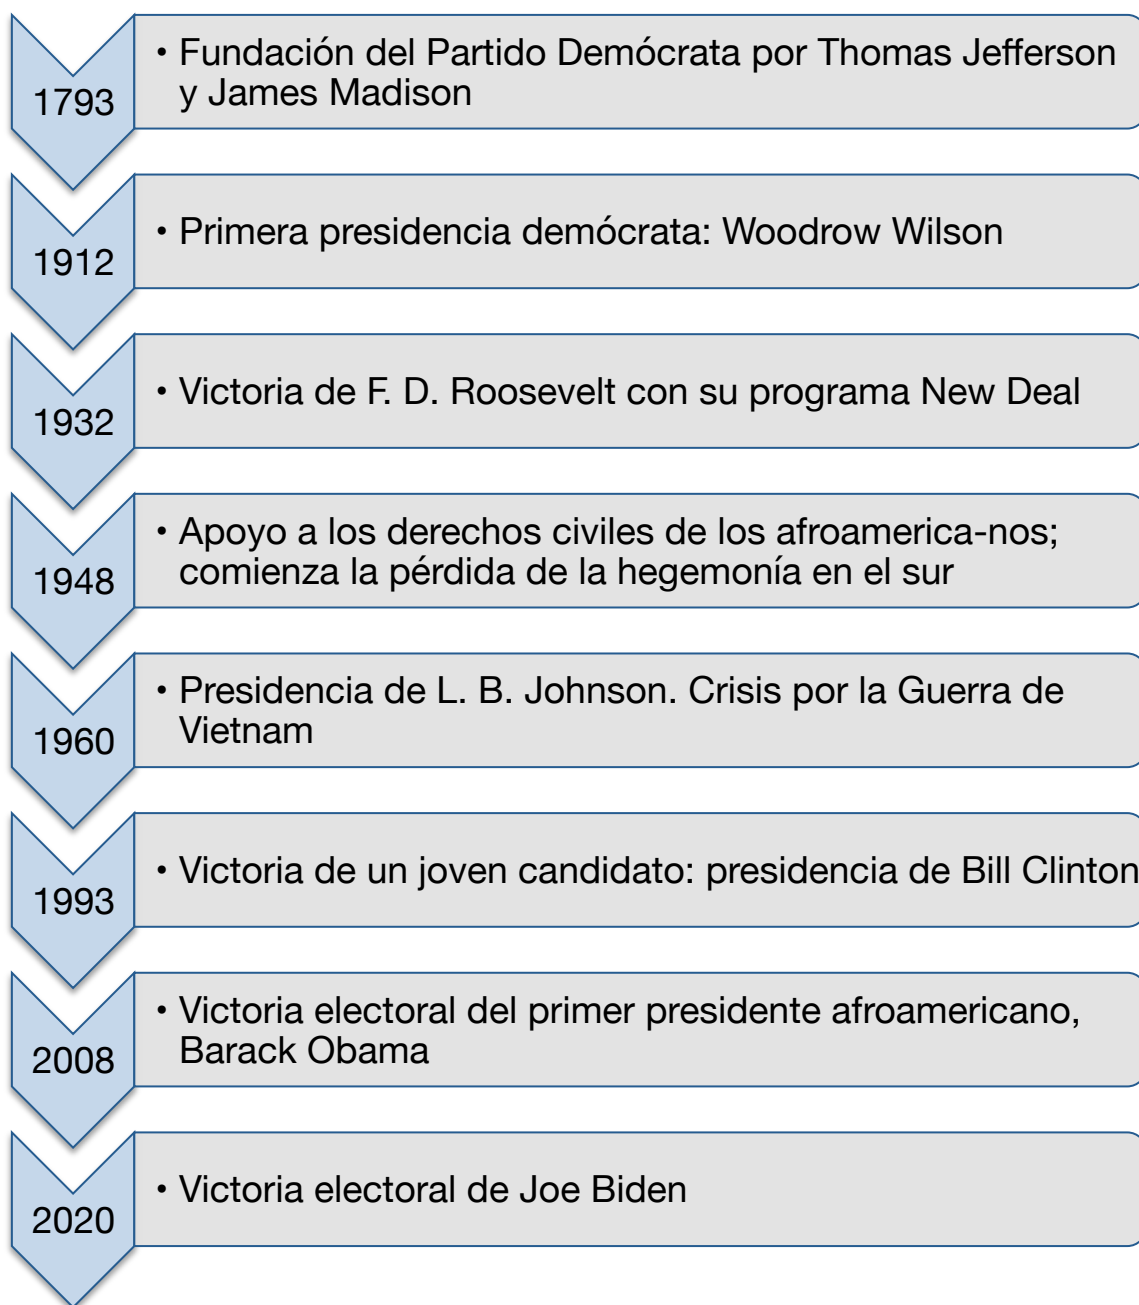 1793
• Fundación del Partido Demócrata por Thomas Jefferson
y James Madison
1912
• Primera presidencia demócrata: Woodrow Wilson
1932
• Victoria de F. D. Roosevelt con su programa New Deal
1948
• Apoyo a los derechos civiles de los afroamerica-nos;
comienza la pérdida de la hegemonía en el sur
1960
• Presidencia de L. B. Johnson. Crisis por la Guerra de
Vietnam
1993
• Victoria de un joven candidato: presidencia de Bill Clinton
2008
• Victoria electoral del primer presidente afroamericano,
Barack Obama
2020
• Victoria electoral de Joe Biden